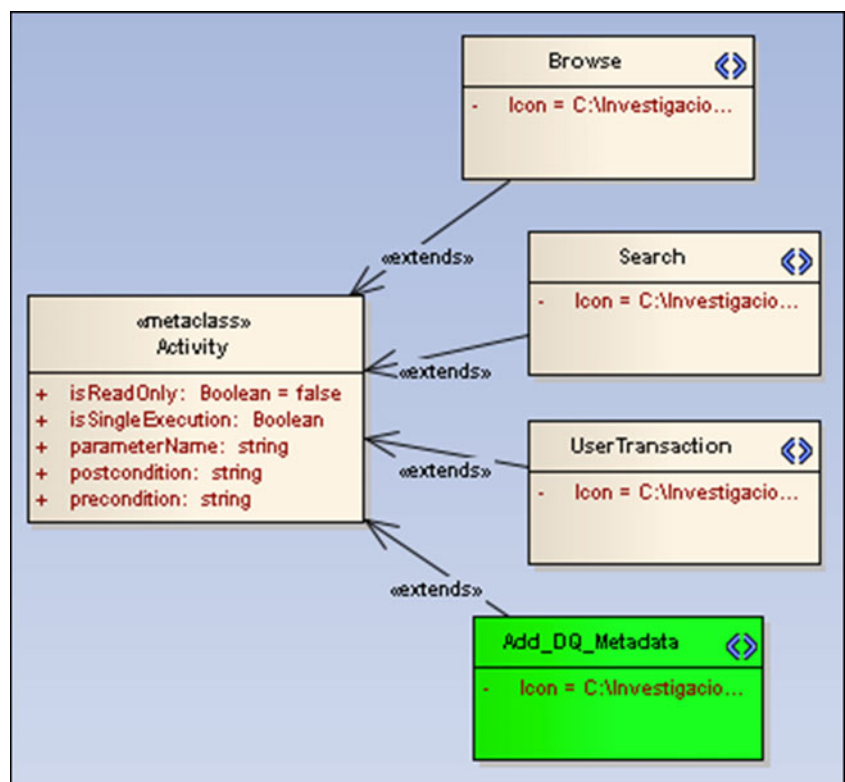 Browse
- Icon = C:\Investigacio...
«extends»
Search
- Icon = C:\Investigacio...
«extends»
«metaclass»
Activity
+ isReadOnly: Boolean = false
+ isSingleExecution: Boolean
+ parameterName: string
+ postcondition: string
+ precondition: string
UserTransaction
- Icon = C:\Investigacio...
«extends»
«extends»
Add_DQ_Metadata
- Icon = C:\Investigacio...